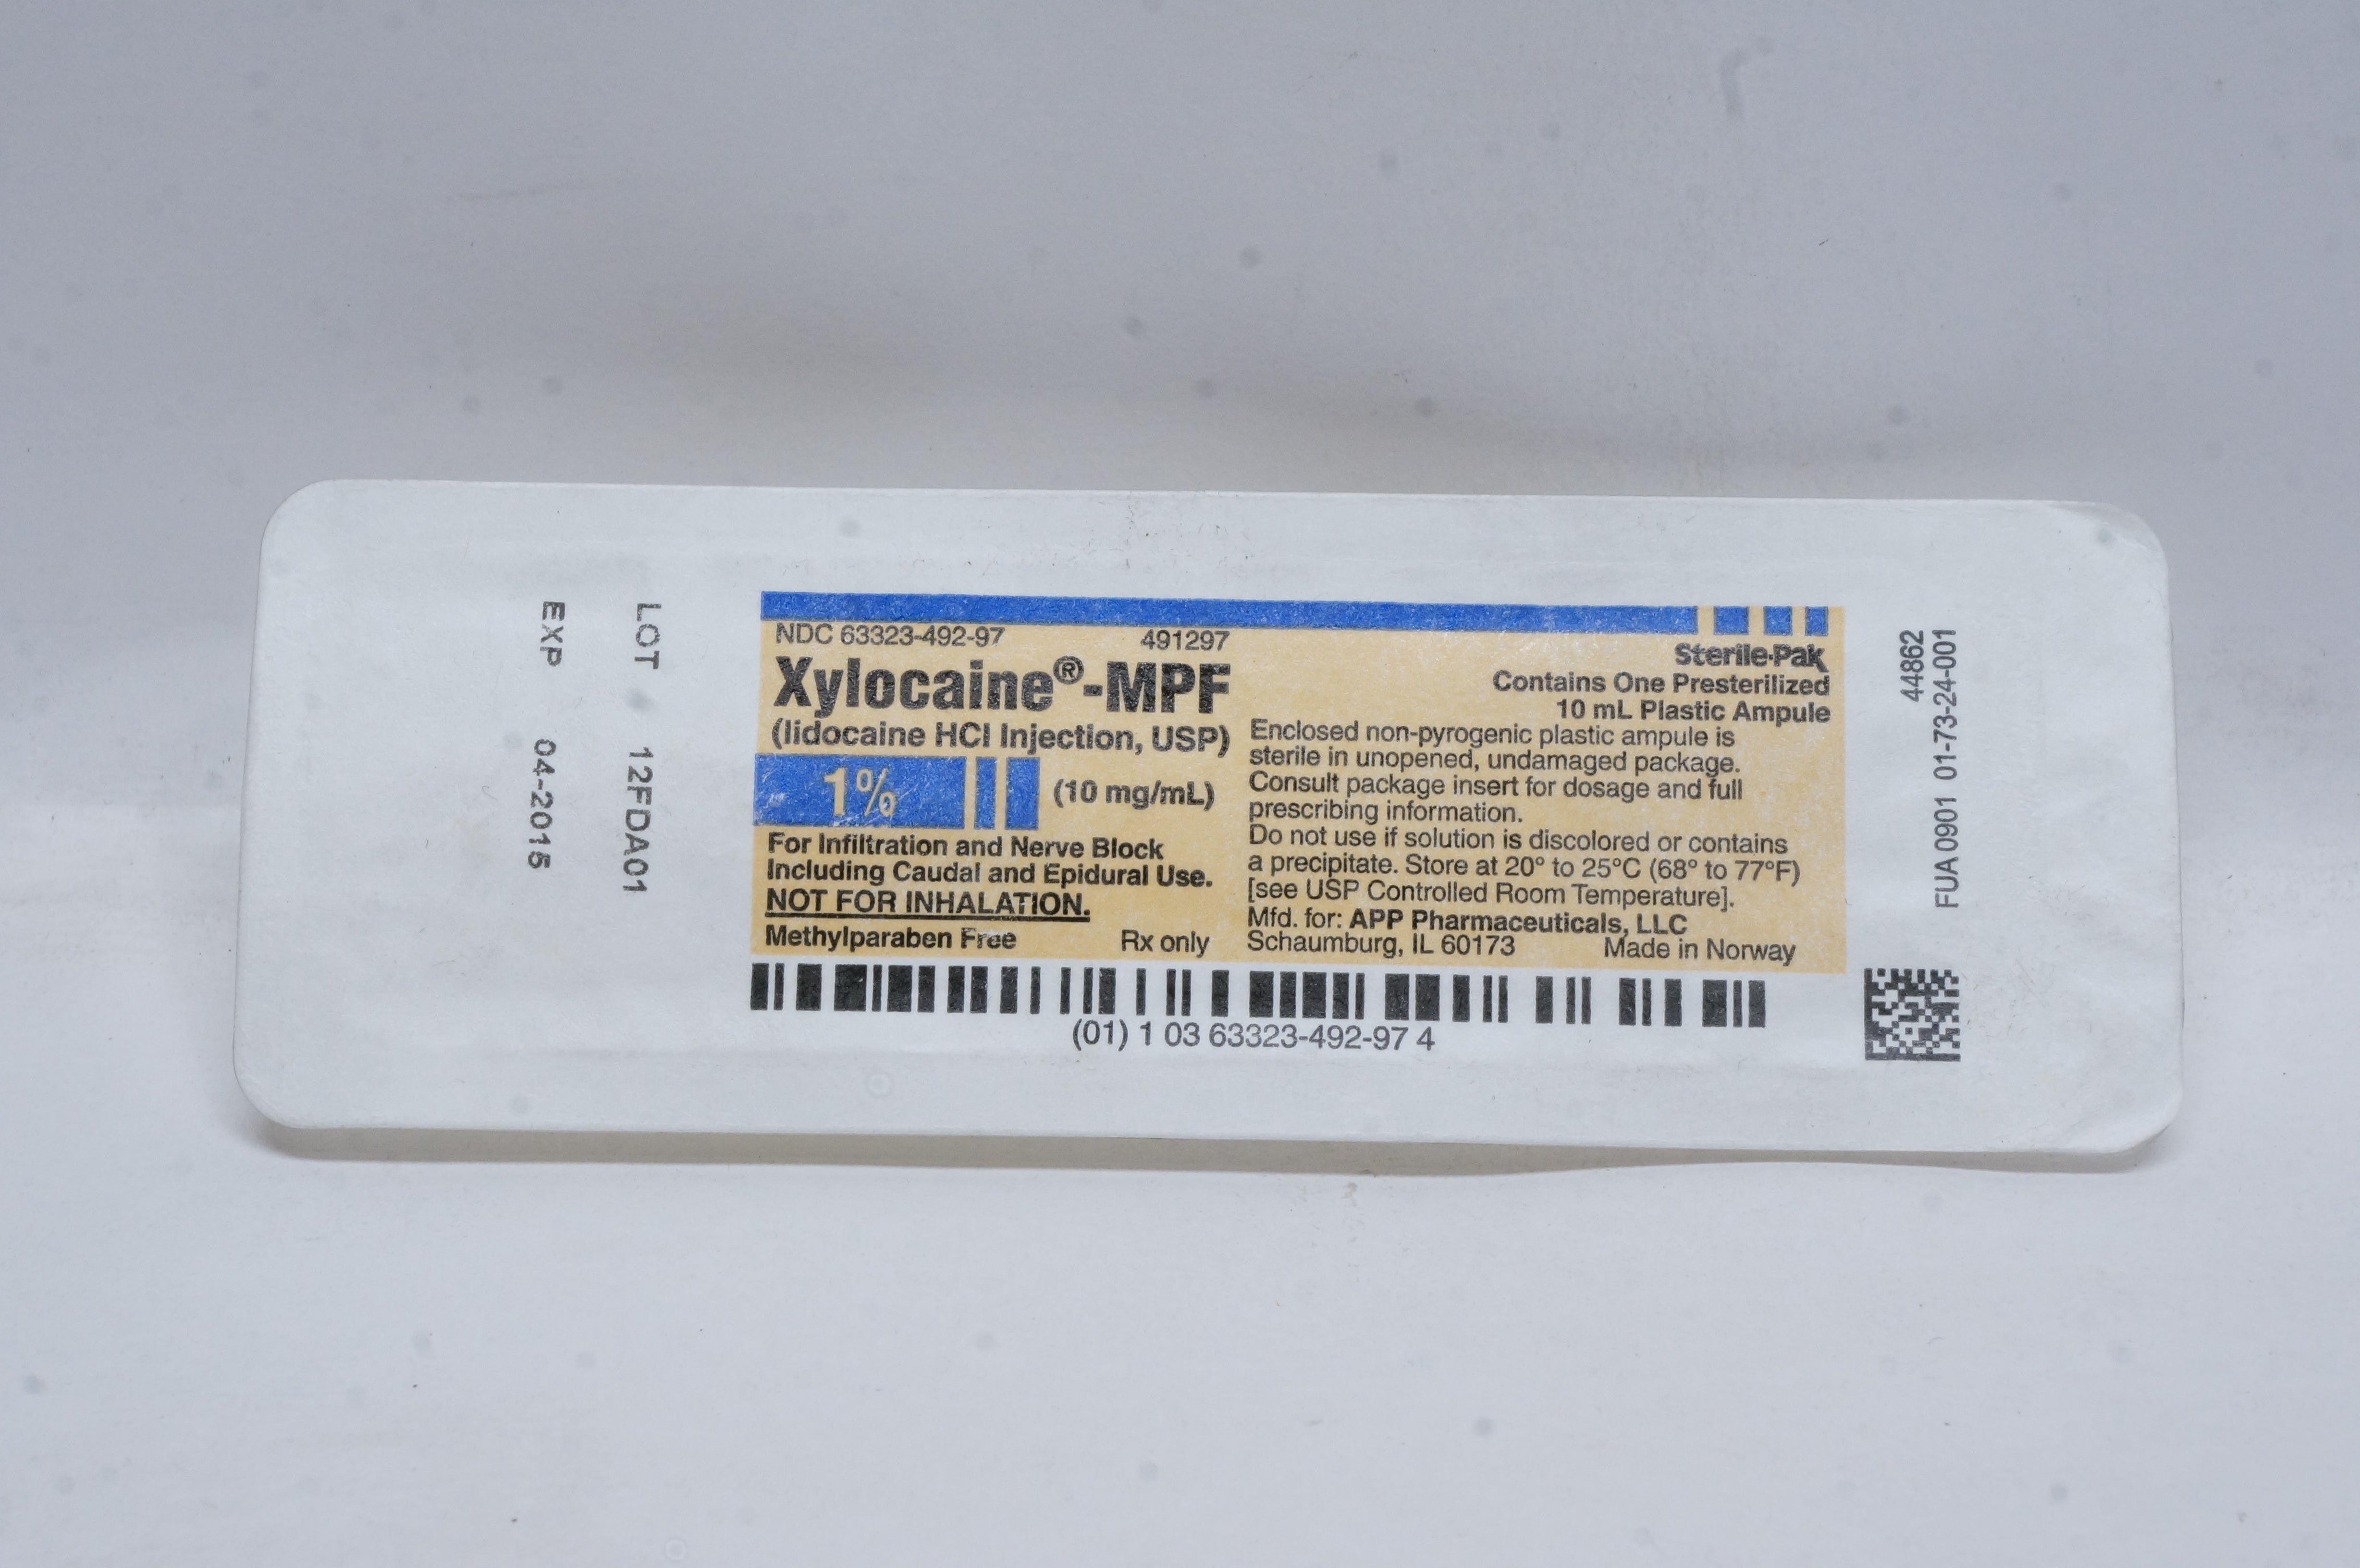 LOT 12FDA01
EXP 04-2015
NDC 63323-492-97 491297
Xylocaine®-MPF
(lidocaine HCl Injection, USP)
1% (10 mg/mL)
For Infiltration and Nerve Block
Including Caudal and Epidural Use.
NOT FOR INHALATION.
Methylparaben Free Rx only
Sterile-Pak
Contains One Presterilized
10 mL Plastic Ampule
Enclosed non-pyrogenic plastic ampule is
sterile in unopened, undamaged package.
Consult package insert for dosage and full
prescribing information.
Do not use if solution is discolored or contains
a precipitate. Store at 20° to 25°C (68° to 77°F)
[see USP Controlled Room Temperature].
Mfd. for: APP Pharmaceuticals, LLC
Schaumburg, IL 60173 Made in Norway
(01) 1 03 63323-492-97 4
44862
FUA0901 01-73-24-001